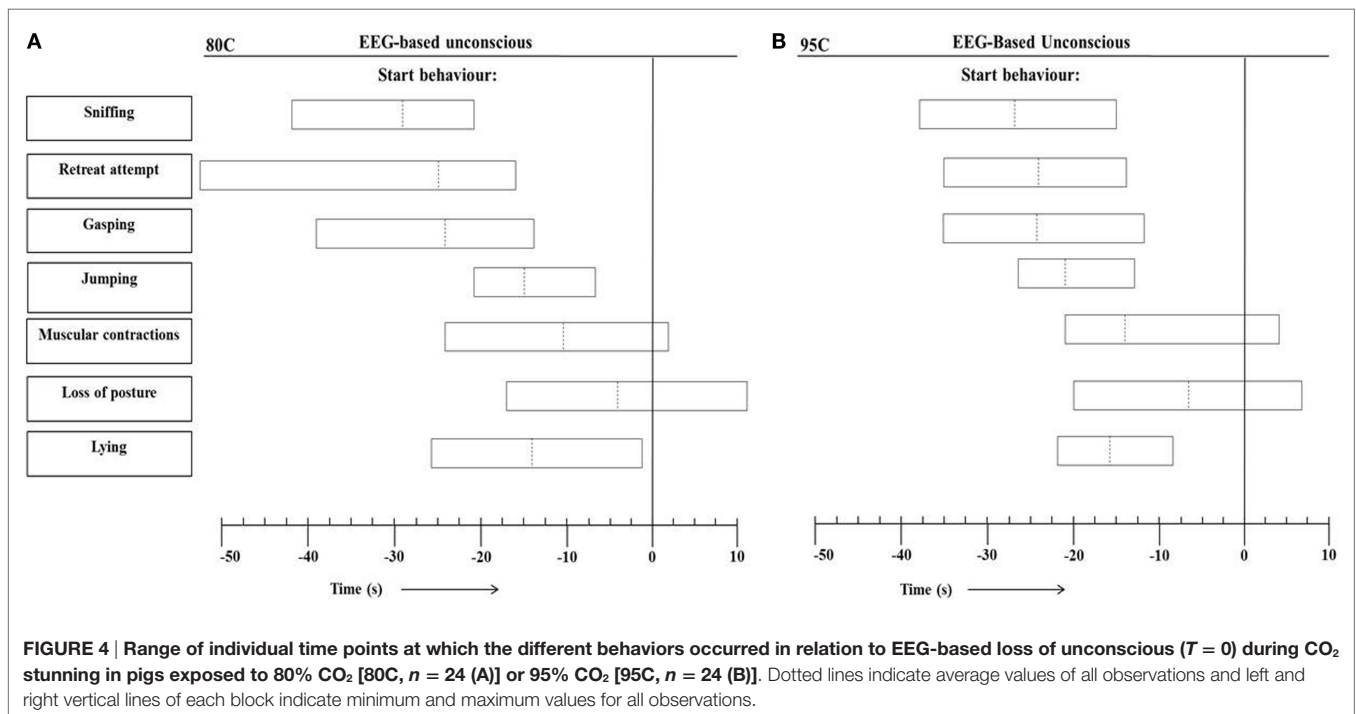 A
80C
EEG-based unconscious
Start behaviour:
Sniffing
Retreat attempt
Gasping
Jumping
Muscular contractions
Loss of posture
Lying
-50 -40 -30 -20 -10 0 10
Time (s)
B
95C
EEG-Based Unconscious
Start behaviour:
-50 -40 -30 -20 -10 0 10
Time (s)
FIGURE 4 | Range of individual time points at which the different behaviors occurred in relation to EEG-based loss of unconscious (T = 0) during CO₂
stunning in pigs exposed to 80% CO₂ [80C, n = 24 (A)] or 95% CO₂ [95C, n = 24 (B)]. Dotted lines indicate average values of all observations and left and
right vertical lines of each block indicate minimum and maximum values for all observations.